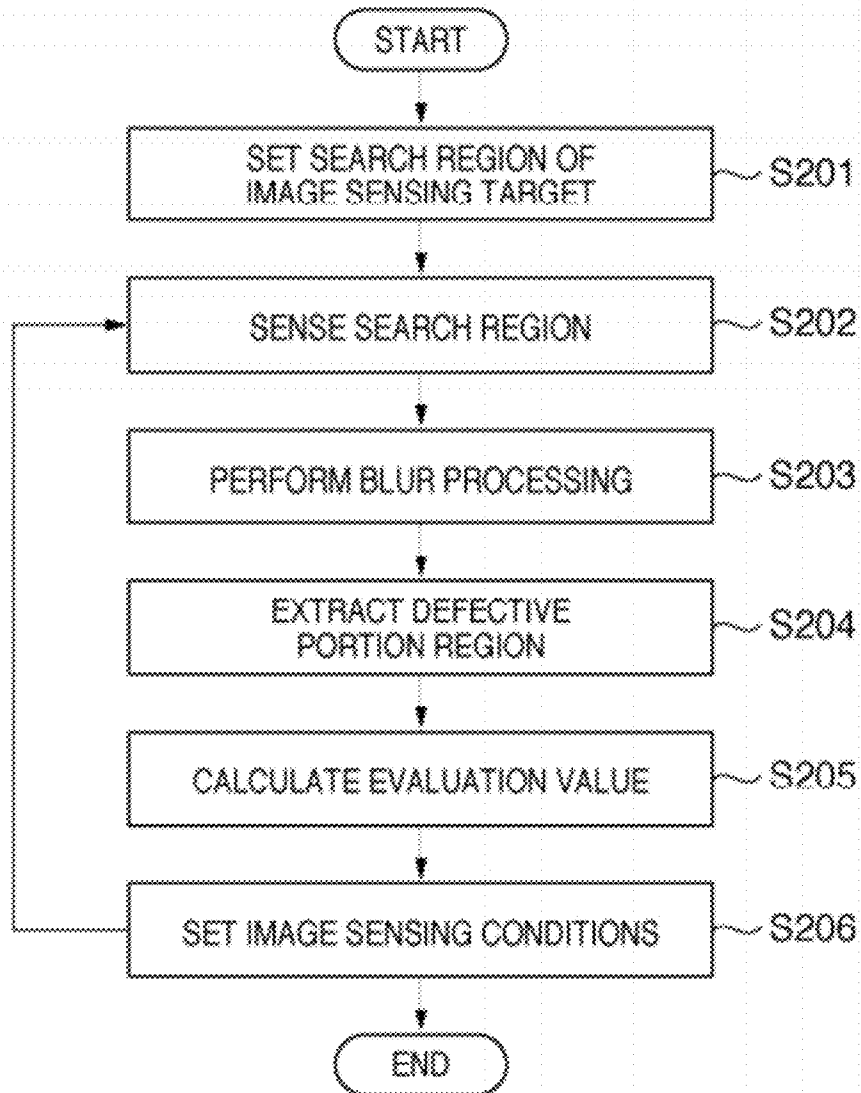 START
SET SEARCH REGION OF
IMAGE SENSING TARGET
S201
SENSE SEARCH REGION
S202
PERFORM BLUR PROCESSING
S203
EXTRACT DEFECTIVE
PORTION REGION
S204
CALCULATE EVALUATION VALUE
S205
SET IMAGE SENSING CONDITIONS
S206
END